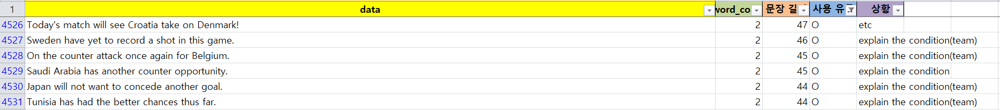 1 data word_co 문장 길 사용 유 상황
4526 Today's match will see Croatia take on Denmark! 2 47 O etc
4527 Sweden have yet to record a shot in this game. 2 46 O explain the condition(team)
4528 On the counter attack once again for Belgium. 2 45 O explain the condition(team)
4529 Saudi Arabia has another counter opportunity. 2 45 O explain the condition
4530 Japan will not want to concede another goal. 2 44 O explain the condition(team)
4531 Tunisia has had the better chances thus far. 2 44 O explain the condition(team)